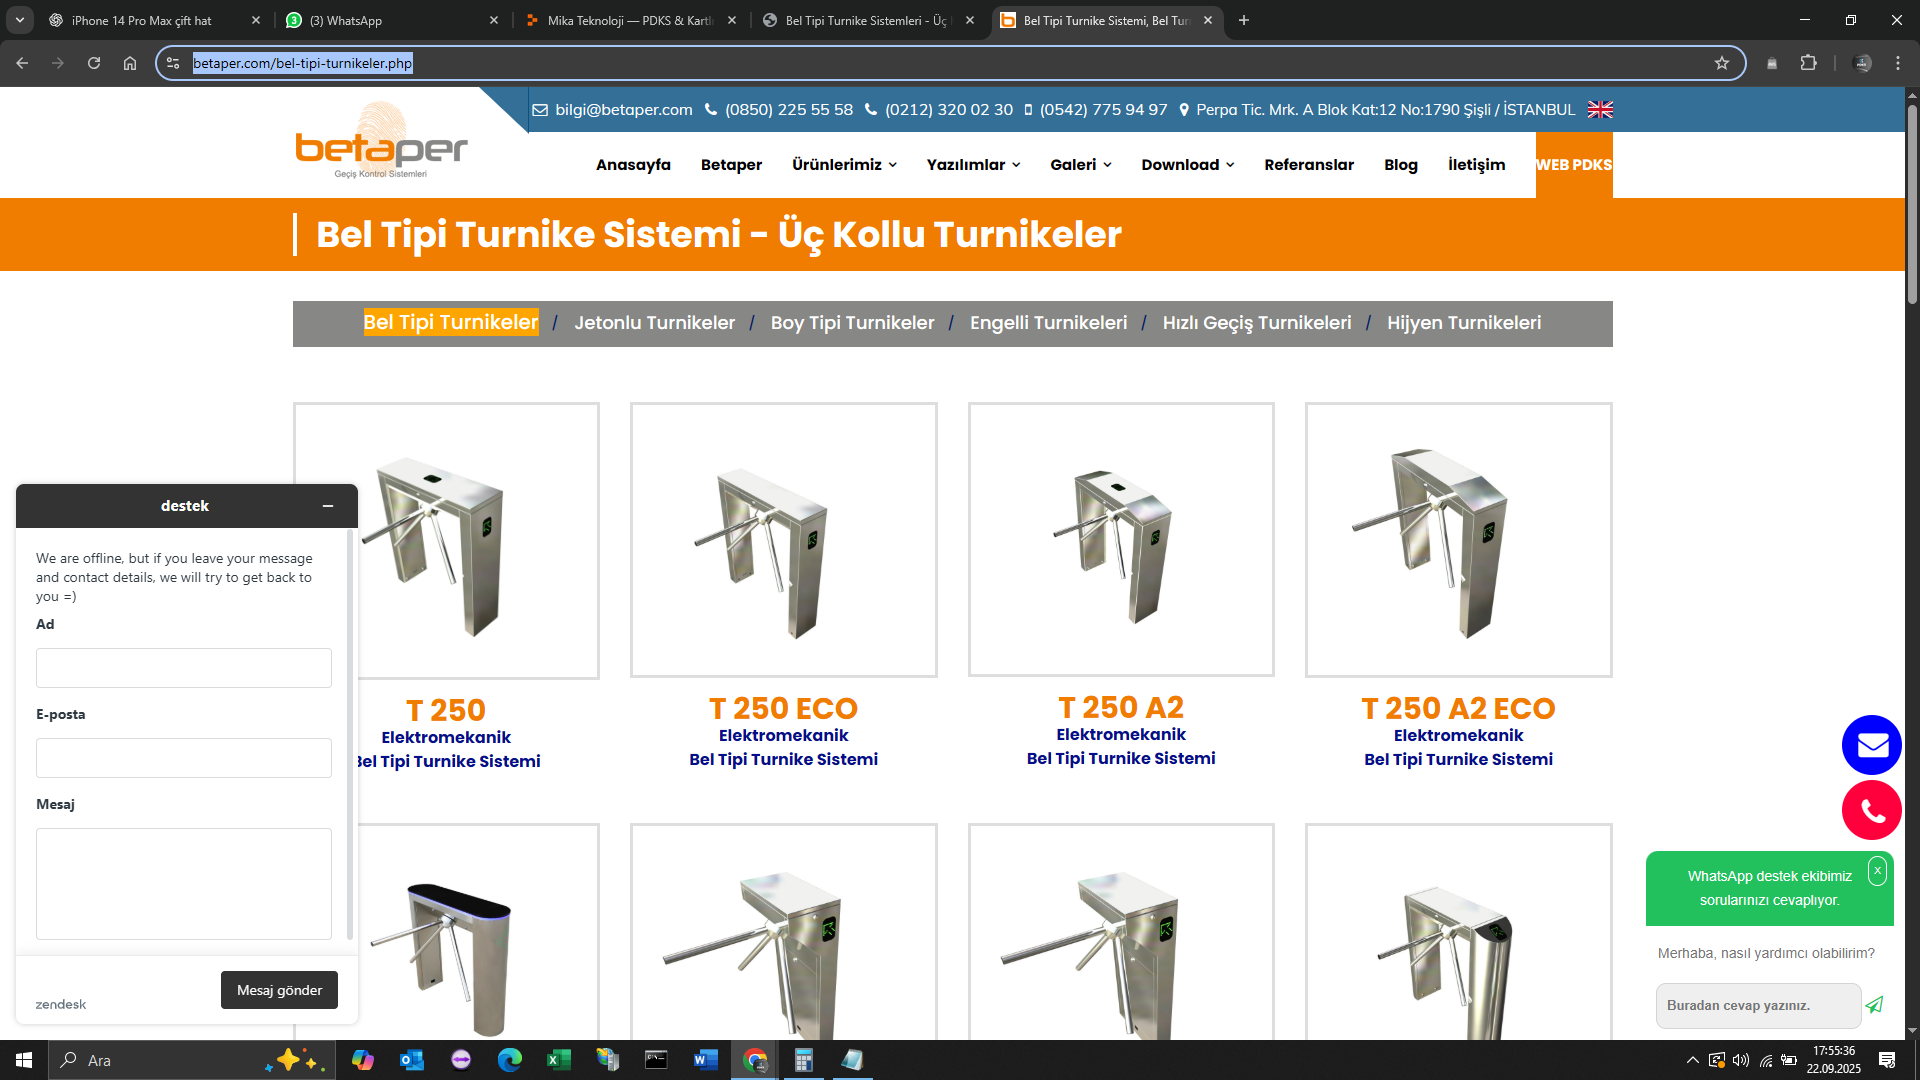 iPhone 14 Pro Max çift hat
(3) WhatsApp
Mika Teknoloji — PDKS & Kartlı
Bel Tipi Turnike Sistemleri - Üç
Bel Tipi Turnike Sistemi, Bel Tur
betaper.com/bel-tipi-turnikeler.php
bilgi@betaper.com (0850) 225 55 58 (0212) 320 02 30 (0542) 775 94 97 Perpa Tic. Mrk. A Blok Kat:12 No:1790 Şişli / İSTANBUL
betaper
Geçiş Kontrol Sistemleri
Anasayfa Betaper Ürünlerimiz Yazılımlar Galeri Download Referanslar Blog İletişim WEB PDKS
Bel Tipi Turnike Sistemi - Üç Kollu Turnikeler
Bel Tipi Turnikeler / Jetonlu Turnikeler / Boy Tipi Turnikeler / Engelli Turnikeleri / Hızlı Geçiş Turnikeleri / Hijyen Turnikeleri
T 250
Elektromekanik
Bel Tipi Turnike Sistemi
T 250 ECO
Elektromekanik
Bel Tipi Turnike Sistemi
T 250 A2
Elektromekanik
Bel Tipi Turnike Sistemi
T 250 A2 ECO
Elektromekanik
Bel Tipi Turnike Sistemi
destek
We are offline, but if you leave your message
and contact details, we will try to get back to
you =)
Ad
E-posta
Mesaj
zendesk
Mesaj gönder
x
WhatsApp destek ekibimiz
sorularınızı cevaplıyor.
Merhaba, nasıl yardımcı olabilirim?
Buradan cevap yazınız.
Ara
17:55:36
22.09.2025